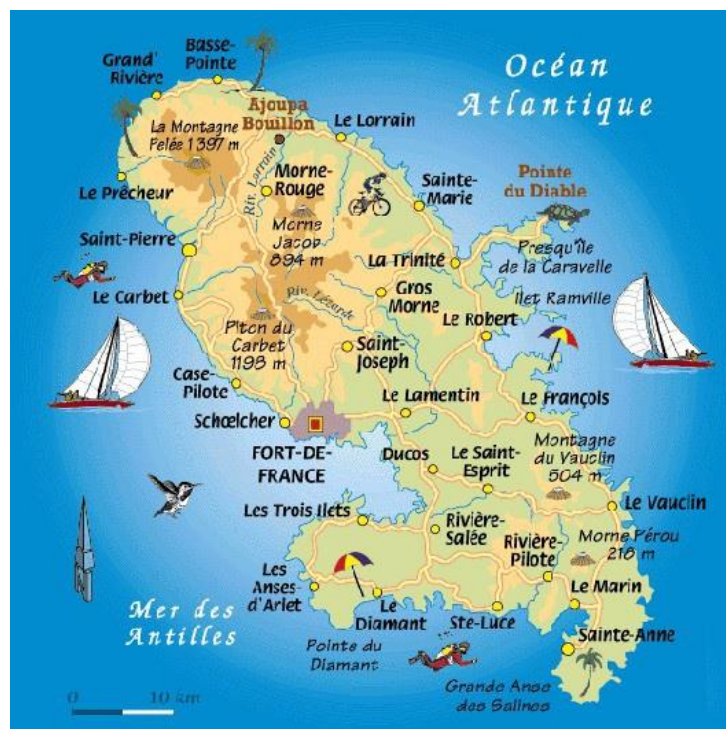 Basse-
Pointe
Grand'
Rivière
Océan
Atlantique
Ajoupa
Bouillon
La Montagne
Pelée 1397 m
Le Lorrain
Riv. Lorrain
Morne-
Rouge
Le Prêcheur
Sainte-
Marie
Pointe
du Diable
Morne
Jacob
894 m
Saint-Pierre
Presqu'île
de la Caravelle
La Trinité
Le Carbet
Riv. Lézarde
Gros
Morne
Ilet Ramville
Le Robert
Piton du
Carbet
1193 m
Saint-
Joseph
Case-
Pilote
Le Lamentin
Le François
Schœlcher
FORT-DE-
FRANCE
Ducos
Le Saint-
Esprit
Montagne
du Vauclin
504 m
Le Vauclin
Les Trois Ilets
Rivière-
Salée
Morne Pérou
218 m
Rivière-
Pilote
Les
Anses-
d'Arlet
Le
Diamant
Ste-Luce
Le Marin
Mer des
Antilles
Sainte-Anne
Pointe du
Diamant
Grande Anse
des Salines
N
0 10 km